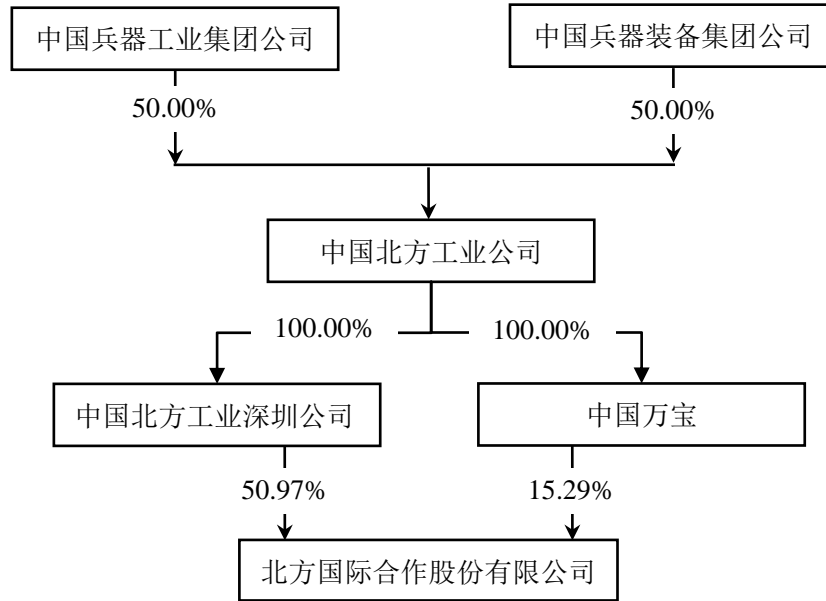 中国兵器工业集团公司
中国兵器装备集团公司
50.00%
50.00%
中国北方工业公司
100.00%
100.00%
中国北方工业深圳公司
中国万宝
50.97%
15.29%
北方国际合作股份有限公司